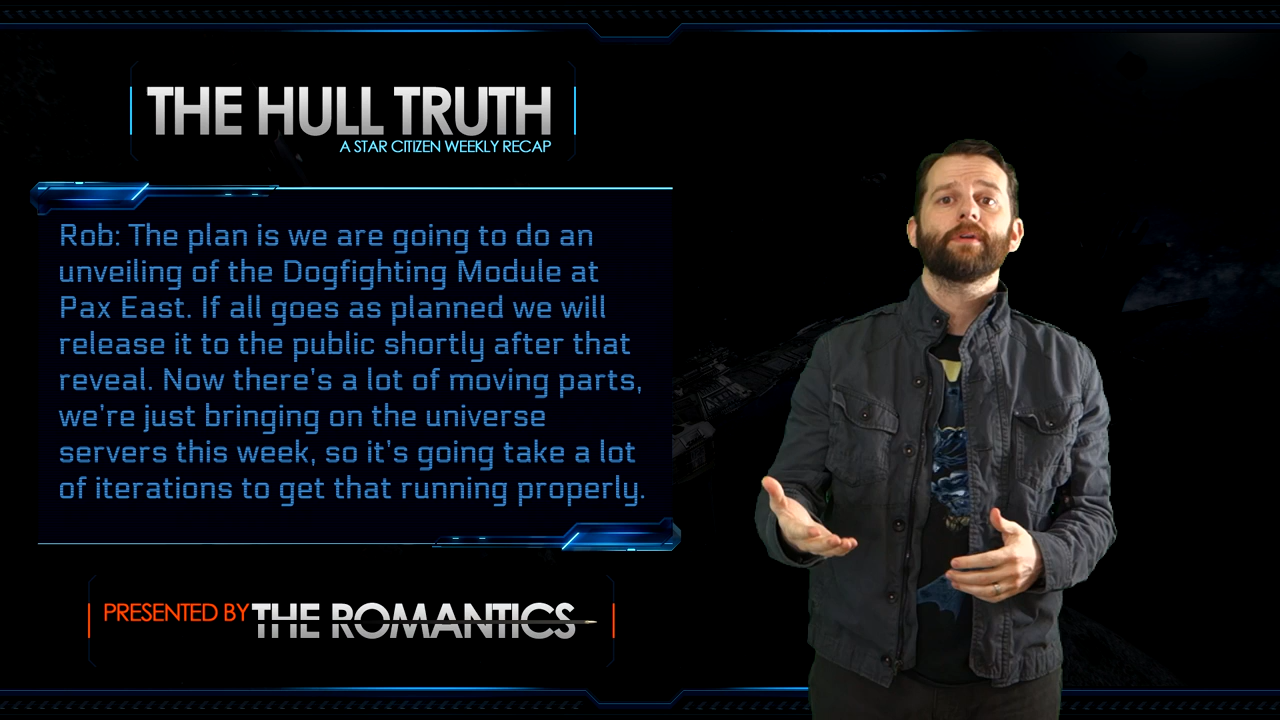 THE HULL TRUTH
A STAR CITIZEN WEEKLY RECAP
Rob: The plan is we are going to do an
unveiling of the Dogfighting Module at
Pax East. If all goes as planned we will
release it to the public shortly after that
reveal. Now there's a lot of moving parts,
we're just bringing on the universe
servers this week, so it's going take a lot
of iterations to get that running properly.
PRESENTED BY THE ROMANTICS